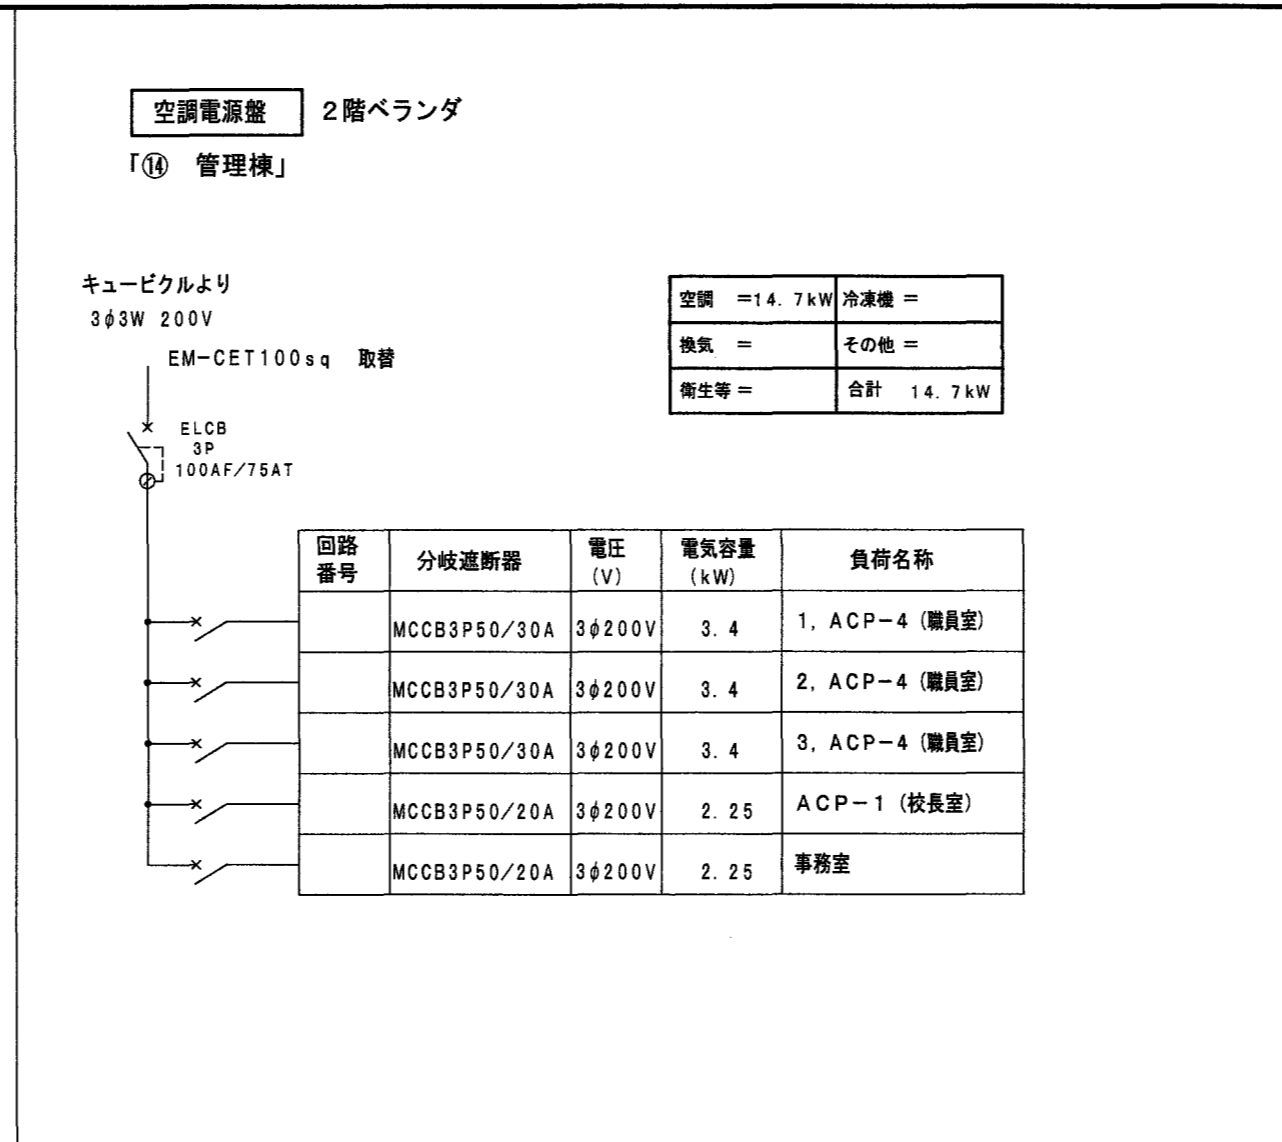 空調電源盤 2階ベランダ
「⑭ 管理棟」
キュービクルより
3φ3W 200V
EM-CET100sq 取替
ELCB
3P
100AF/75AT
空調 =14.7kW 冷凍機 =
換気 = その他 =
衛生等= 合計 14.7kW
回路番号 分岐遮断器 電圧(V) 電気容量(kW) 負荷名称
MCCB3P50/30A 3φ200V 3.4 1, ACP-4 (職員室)
MCCB3P50/30A 3φ200V 3.4 2, ACP-4 (職員室)
MCCB3P50/30A 3φ200V 3.4 3, ACP-4 (職員室)
MCCB3P50/20A 3φ200V 2.25 ACP-1 (校長室)
MCCB3P50/20A 3φ200V 2.25 事務室